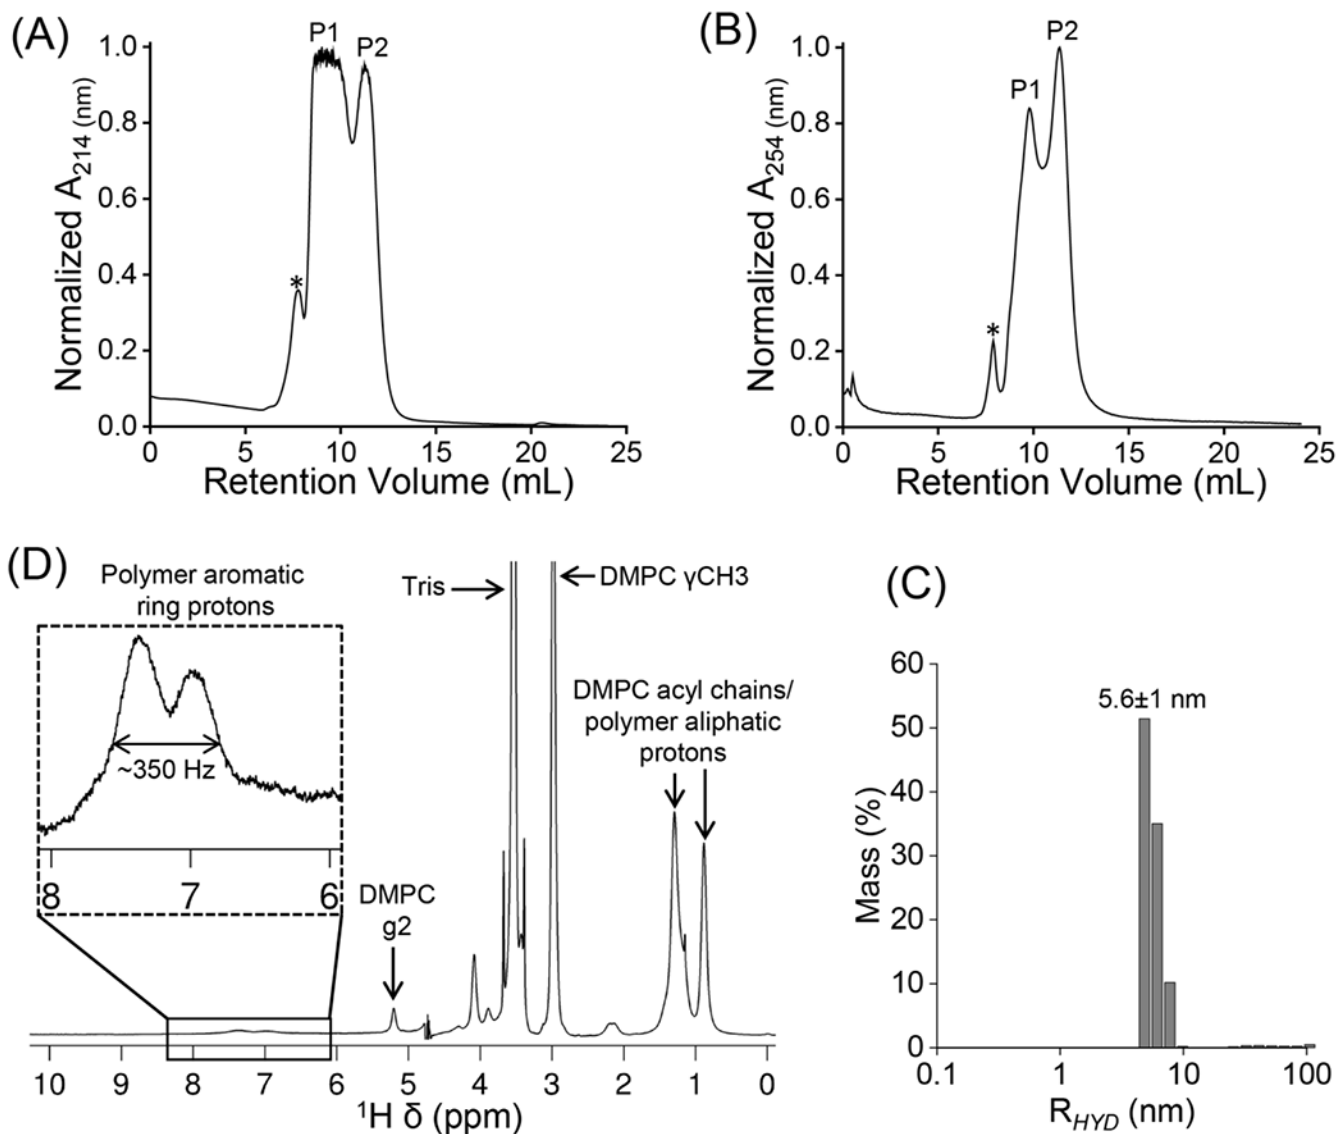 (A)
P1
P2
*
Normalized A214 (nm)
1.0
0.8
0.6
0.4
0.2
0.0
0 5 10 15 20 25
Retention Volume (mL)
(B)
P2
P1
*
Normalized A254 (nm)
1.0
0.8
0.6
0.4
0.2
0.0
0 5 10 15 20 25
Retention Volume (mL)
(D)
Polymer aromatic
ring protons
~350 Hz
8 7 6
Tris
DMPC γCH3
DMPC acyl chains/
polymer aliphatic
protons
DMPC
g2
10 9 8 7 6 5 4 3 2 1 0
¹H δ (ppm)
(C)
5.6±1 nm
Mass (%)
60
50
40
30
20
10
0
0.1 1 10 100
RHYD (nm)